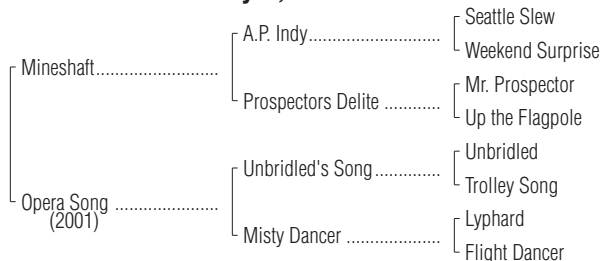 Seattle Slew
A.P. Indy..............................
Weekend Surprise
Mineshaft............................
Mr. Prospector
Prospectors Delite .............
Up the Flagpole
Unbridled
Unbridled's Song...............
Trolley Song
Opera Song .......................
(2001)
Lyphard
Misty Dancer .....................
Flight Dancer